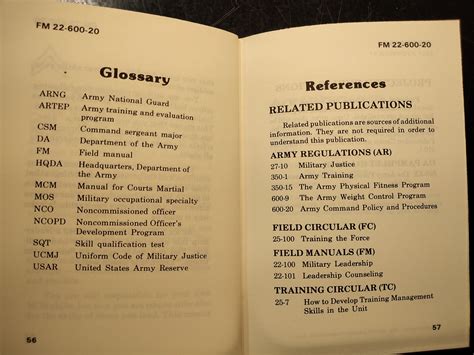 FM 22-600-20
Glossary
ARNG Army National Guard
ARTEP Army training and evaluation
program
CSM Command sergeant major
DA Department of the Army
FM Field manual
HQDA Headquarters, Department of
the Army
MCM Manual for Courts Martial
MOS Military occupational specialty
NCO Noncommissioned officer
NCOPD Noncommissioned Officer's
Development Program
SQT Skill qualification test
UCMJ Uniform Code of Military Justice
USAR United States Army Reserve
56
FM 22-600-20
References
RELATED PUBLICATIONS
Related publications are sources of additional
information. They are not required in order to
understand this publication.
ARMY REGULATIONS (AR)
27-10 Military Justice
350-1 Army Training
350-15 The Army Physical Fitness Program
600-9 The Army Weight Control Program
600-20 Army Command Policy and Procedures
FIELD CIRCULAR (FC)
25-100 Training the Force
FIELD MANUALS (FM)
22-100 Military Leadership
22-101 Leadership Counseling
TRAINING CIRCULAR (TC)
25-7 How to Develop Training Management
Skills in the Unit
57